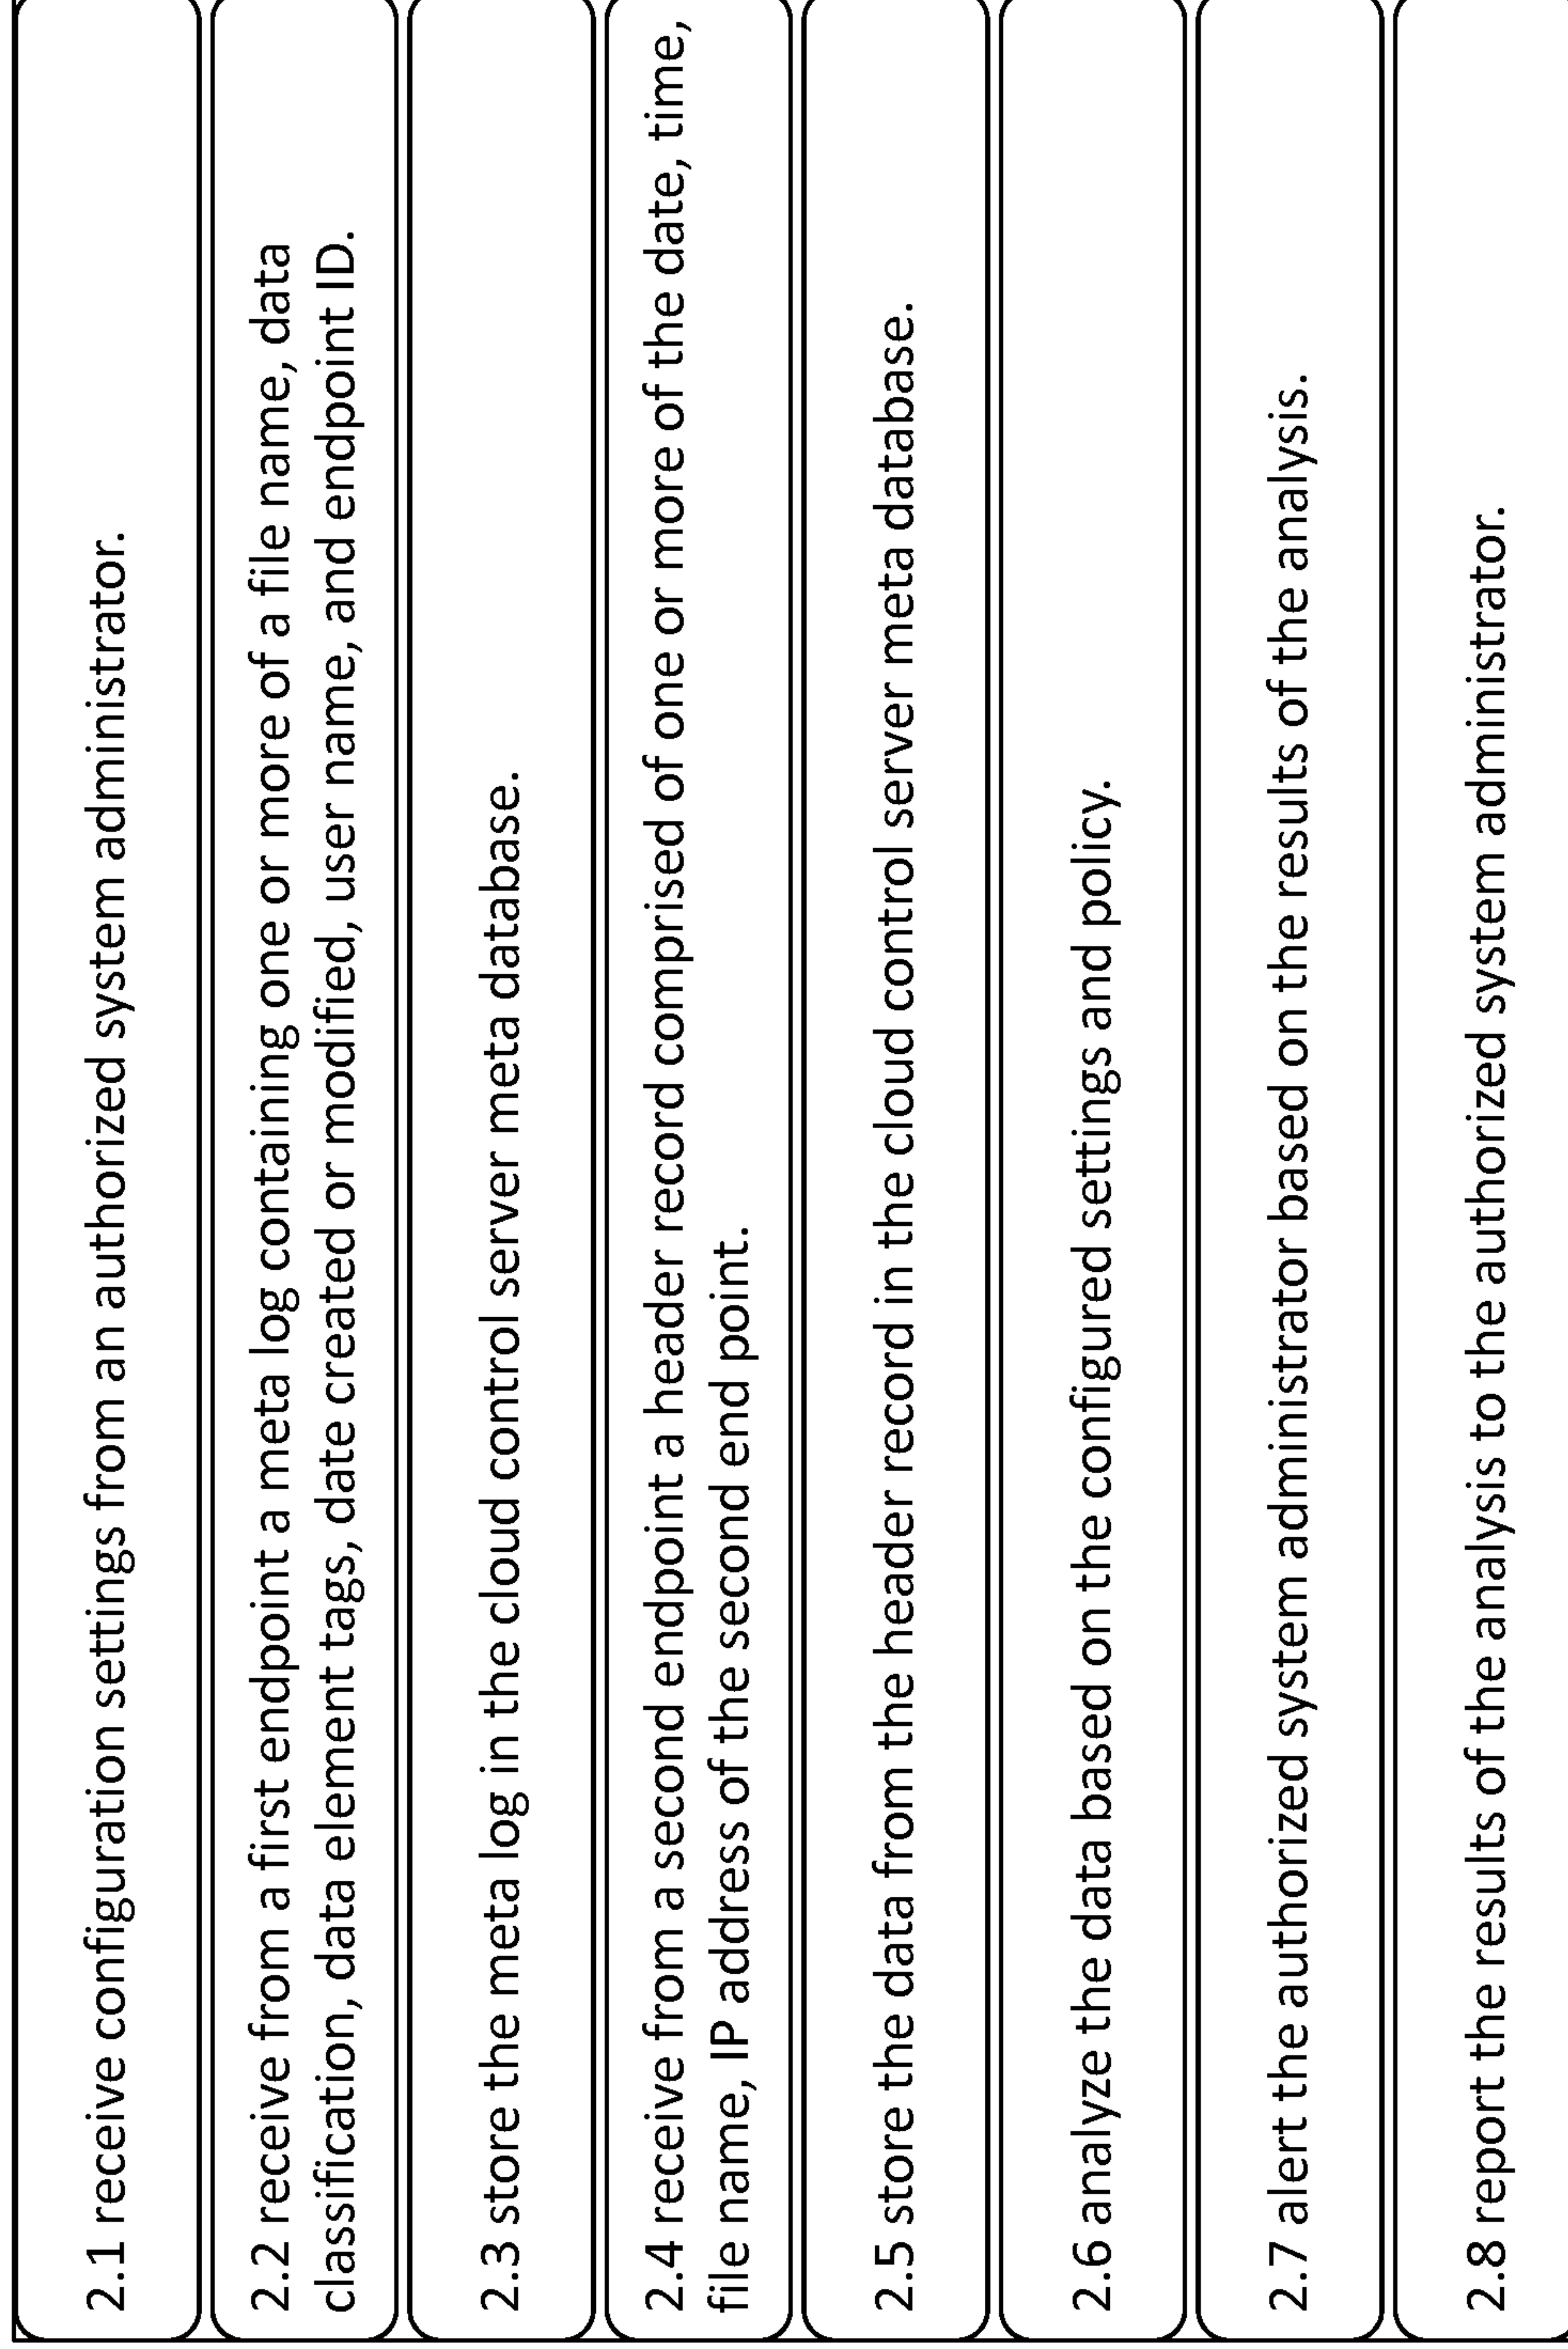 2.1 receive configuration settings from an authorized system administrator.
2.2 receive from a first endpoint a meta log containing one or more of a file name, data
classification, data element tags, date created or modified, user name, and endpoint ID.
2.3 store the meta log in the cloud control server meta database.
2.4 receive from a second endpoint a header record comprised of one or more of the date, time,
file name, IP address of the second end point.
2.5 store the data from the header record in the cloud control server meta database.
2.6 analyze the data based on the configured settings and policy.
2.7 alert the authorized system administrator based on the results of the analysis.
2.8 report the results of the analysis to the authorized system administrator.